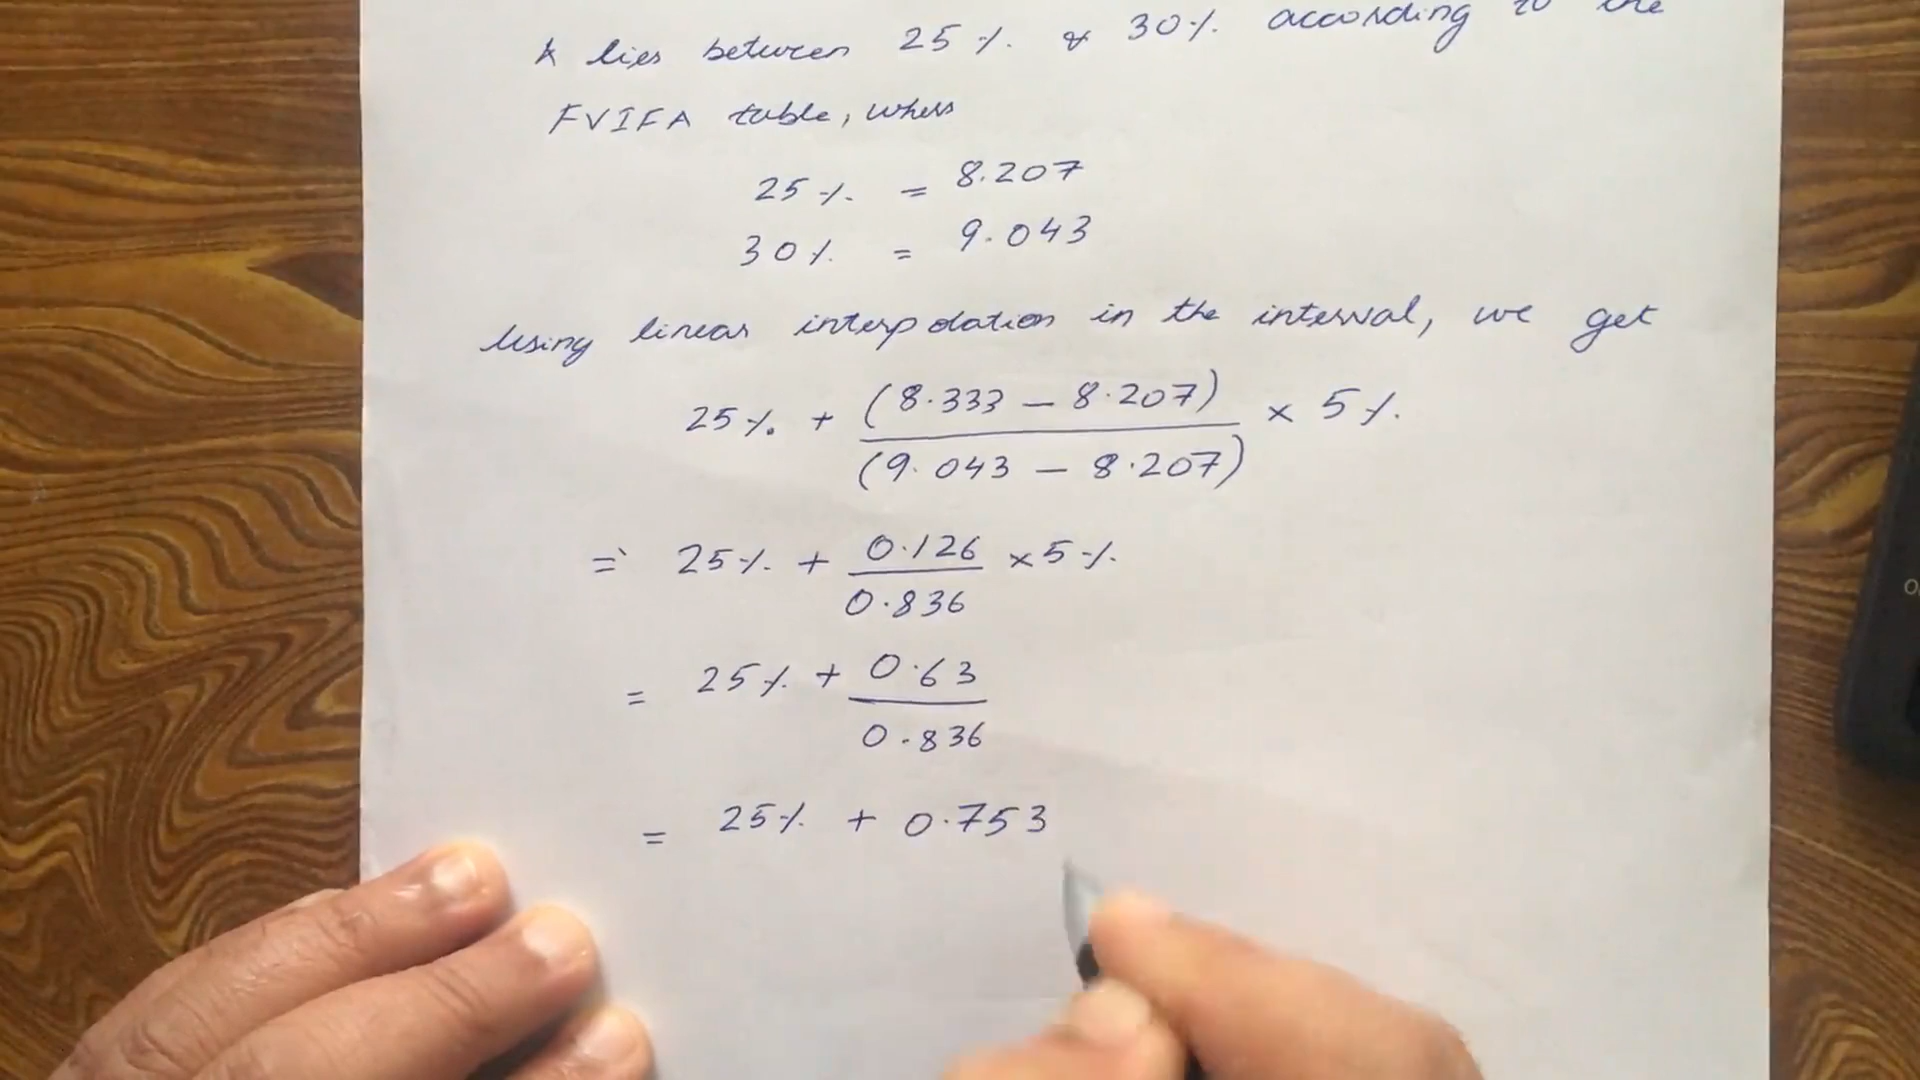 k lies between 25% & 30% according to the
FVIFA table, where
25% = 8.207
30% = 9.043
Using linear interpolation in the interval, we get
25% + (8.333 – 8.207) / (9.043 – 8.207) × 5%
=> 25% + 0.126 / 0.836 × 5%
= 25% + 0.63 / 0.836
= 25% + 0.753